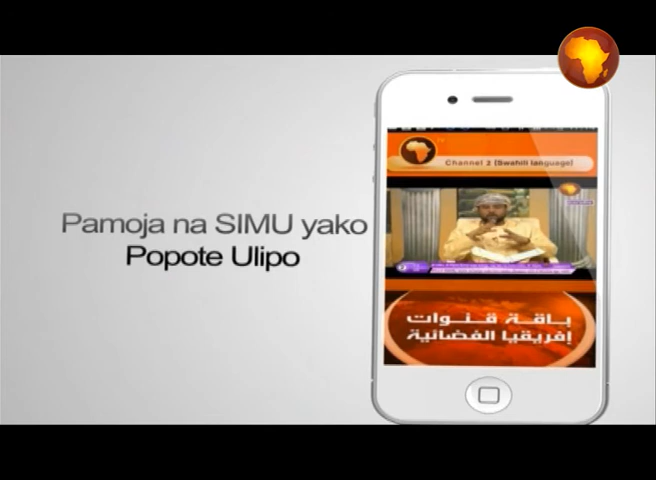 Pamoja na SIMU yako
Popote Ulipo
Channel 2 (Swahili language)
باقة قنوات
إفريقيا الفضائية